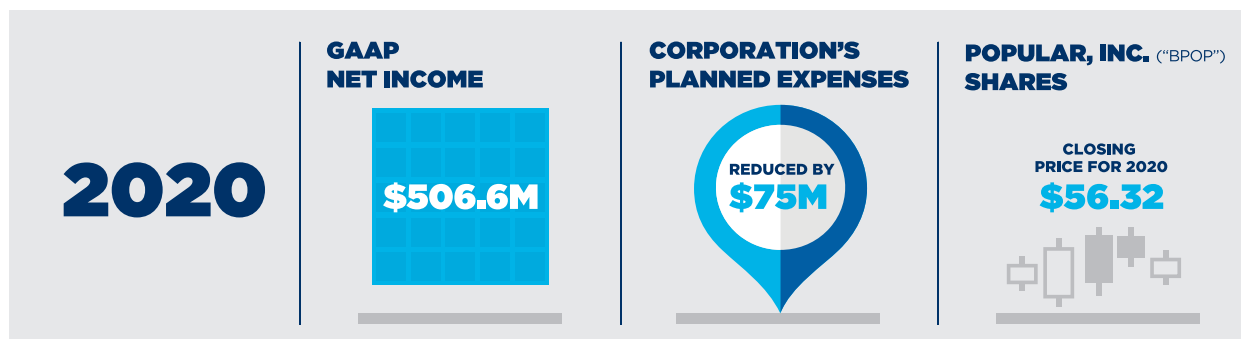 2020
GAAP
NET INCOME
$506.6M
CORPORATION'S
PLANNED EXPENSES
REDUCED BY
$75M
POPULAR, INC. ("BPOP")
SHARES
CLOSING
PRICE FOR 2020
$56.32